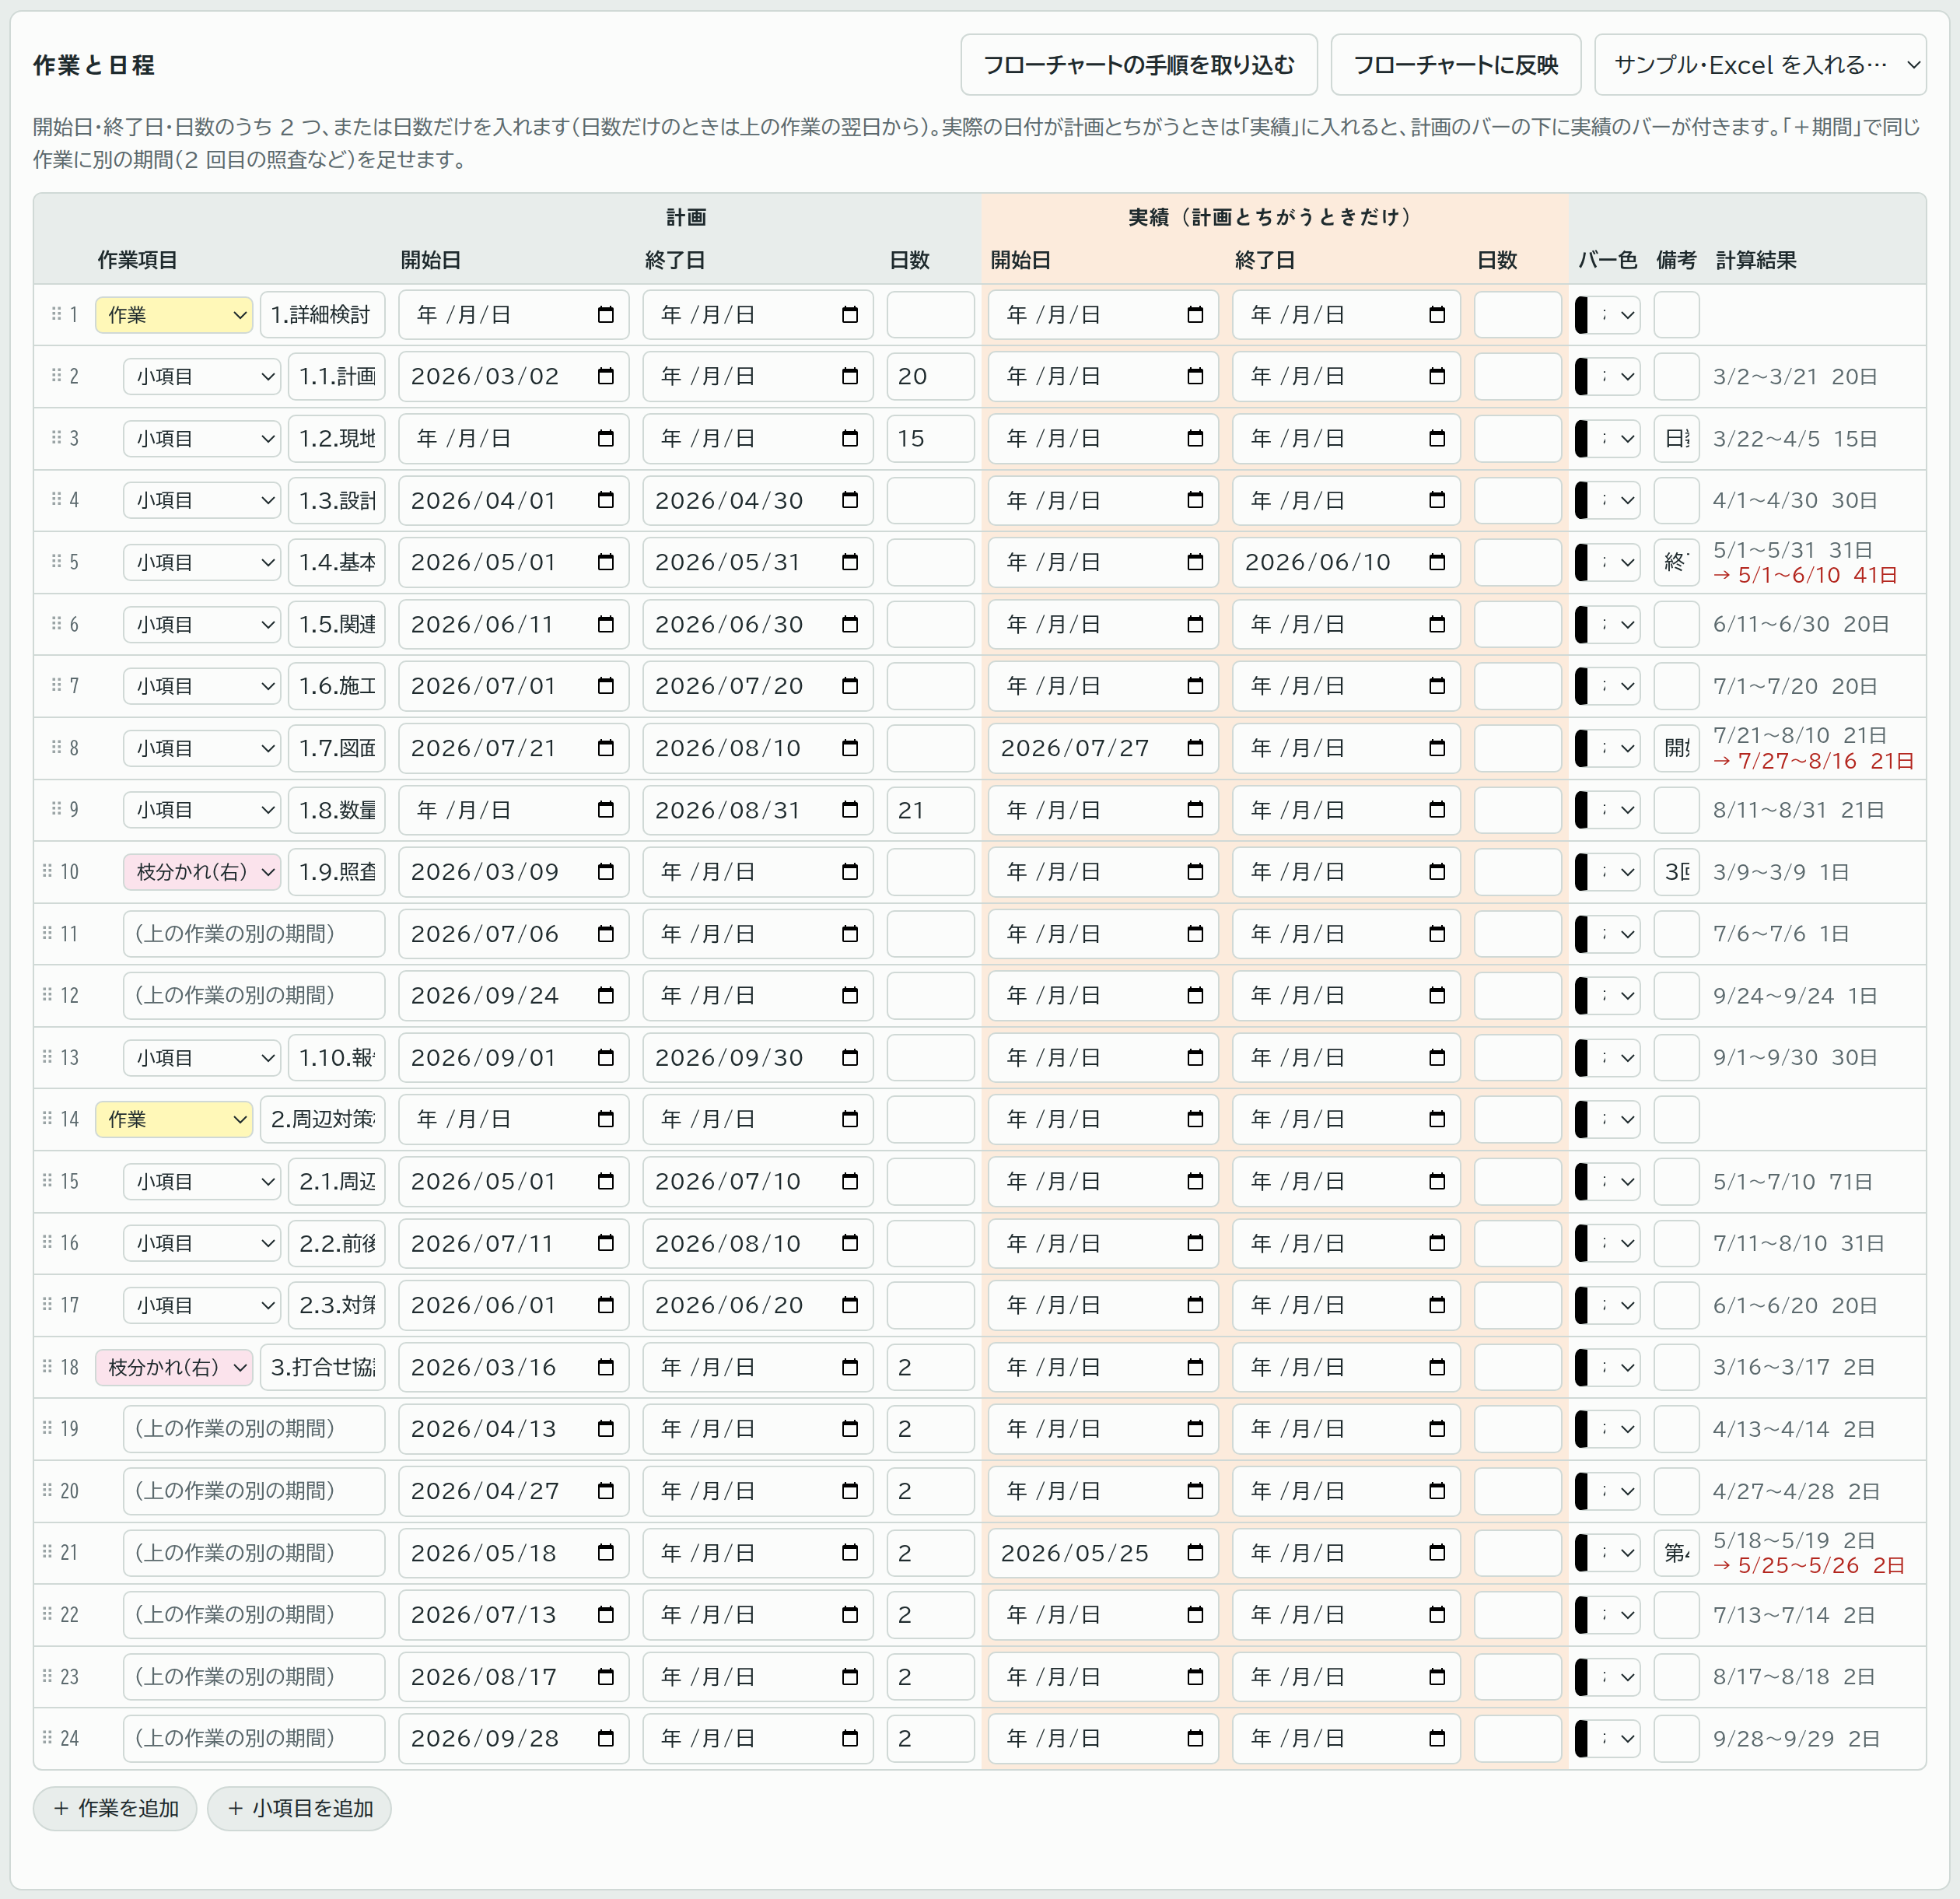 作業と日程
フローチャートの手順を取り込む
フローチャートに反映
サンプル・Excel を入れる…
開始日・終了日・日数のうち 2 つ、または日数だけを入れます(日数だけのときは上の作業の翌日から)。実際の日付が計画とちがうときは「実績」に入れると、計画のバーの下に実績のバーが付きます。「＋期間」で同じ
作業に別の期間(2 回目の照査など)を足せます。
計画 実績（計画とちがうときだけ）
作業項目 開始日 終了日 日数 開始日 終了日 日数 バー色 備考 計算結果
1 作業 1.詳細検討 年 /月/日 年 /月/日 年 /月/日 年 /月/日
2 小項目 1.1.計画 2026/03/02 年 /月/日 20 年 /月/日 年 /月/日 3/2〜3/21 20日
3 小項目 1.2.現地 年 /月/日 年 /月/日 15 年 /月/日 年 /月/日 日 3/22〜4/5 15日
4 小項目 1.3.設計 2026/04/01 2026/04/30 年 /月/日 年 /月/日 4/1〜4/30 30日
5 小項目 1.4.基本 2026/05/01 2026/05/31 年 /月/日 2026/06/10 終 5/1〜5/31 31日
→ 5/1〜6/10 41日
6 小項目 1.5.関連 2026/06/11 2026/06/30 年 /月/日 年 /月/日 6/11〜6/30 20日
7 小項目 1.6.施工 2026/07/01 2026/07/20 年 /月/日 年 /月/日 7/1〜7/20 20日
8 小項目 1.7.図面 2026/07/21 2026/08/10 2026/07/27 年 /月/日 開 7/21〜8/10 21日
→ 7/27〜8/16 21日
9 小項目 1.8.数量 年 /月/日 2026/08/31 21 年 /月/日 年 /月/日 8/11〜8/31 21日
10 枝分かれ(右) 1.9.照査 2026/03/09 年 /月/日 年 /月/日 年 /月/日 3回 3/9〜3/9 1日
11 (上の作業の別の期間) 2026/07/06 年 /月/日 年 /月/日 年 /月/日 7/6〜7/6 1日
12 (上の作業の別の期間) 2026/09/24 年 /月/日 年 /月/日 年 /月/日 9/24〜9/24 1日
13 小項目 1.10.報 2026/09/01 2026/09/30 年 /月/日 年 /月/日 9/1〜9/30 30日
14 作業 2.周辺対策 年 /月/日 年 /月/日 年 /月/日 年 /月/日
15 小項目 2.1.周辺 2026/05/01 2026/07/10 年 /月/日 年 /月/日 5/1〜7/10 71日
16 小項目 2.2.前後 2026/07/11 2026/08/10 年 /月/日 年 /月/日 7/11〜8/10 31日
17 小項目 2.3.対策 2026/06/01 2026/06/20 年 /月/日 年 /月/日 6/1〜6/20 20日
18 枝分かれ(右) 3.打合せ協 2026/03/16 年 /月/日 2 年 /月/日 年 /月/日 3/16〜3/17 2日
19 (上の作業の別の期間) 2026/04/13 年 /月/日 2 年 /月/日 年 /月/日 4/13〜4/14 2日
20 (上の作業の別の期間) 2026/04/27 年 /月/日 2 年 /月/日 年 /月/日 4/27〜4/28 2日
21 (上の作業の別の期間) 2026/05/18 年 /月/日 2 2026/05/25 年 /月/日 第 5/18〜5/19 2日
→ 5/25〜5/26 2日
22 (上の作業の別の期間) 2026/07/13 年 /月/日 2 年 /月/日 年 /月/日 7/13〜7/14 2日
23 (上の作業の別の期間) 2026/08/17 年 /月/日 2 年 /月/日 年 /月/日 8/17〜8/18 2日
24 (上の作業の別の期間) 2026/09/28 年 /月/日 2 年 /月/日 年 /月/日 9/28〜9/29 2日
＋ 作業を追加 ＋ 小項目を追加